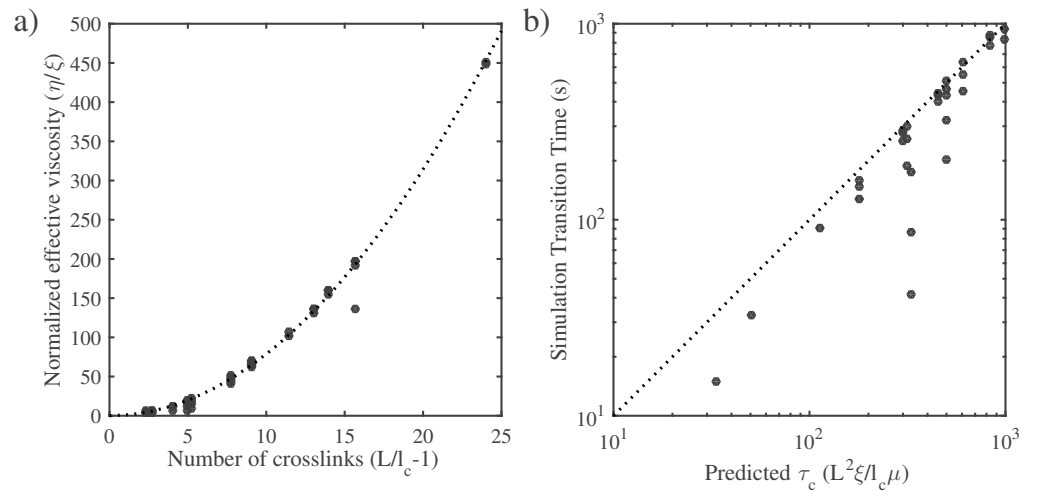 a)
Normalized effective viscosity (η/ξ)
500
450
400
350
300
250
200
150
100
50
0
0 5 10 15 20 25
Number of crosslinks (L/l_c-1)
b)
Simulation Transition Time (s)
10^3
10^2
10^1
10^1 10^2 10^3
Predicted τ_c (L^2ξ/l_cμ)